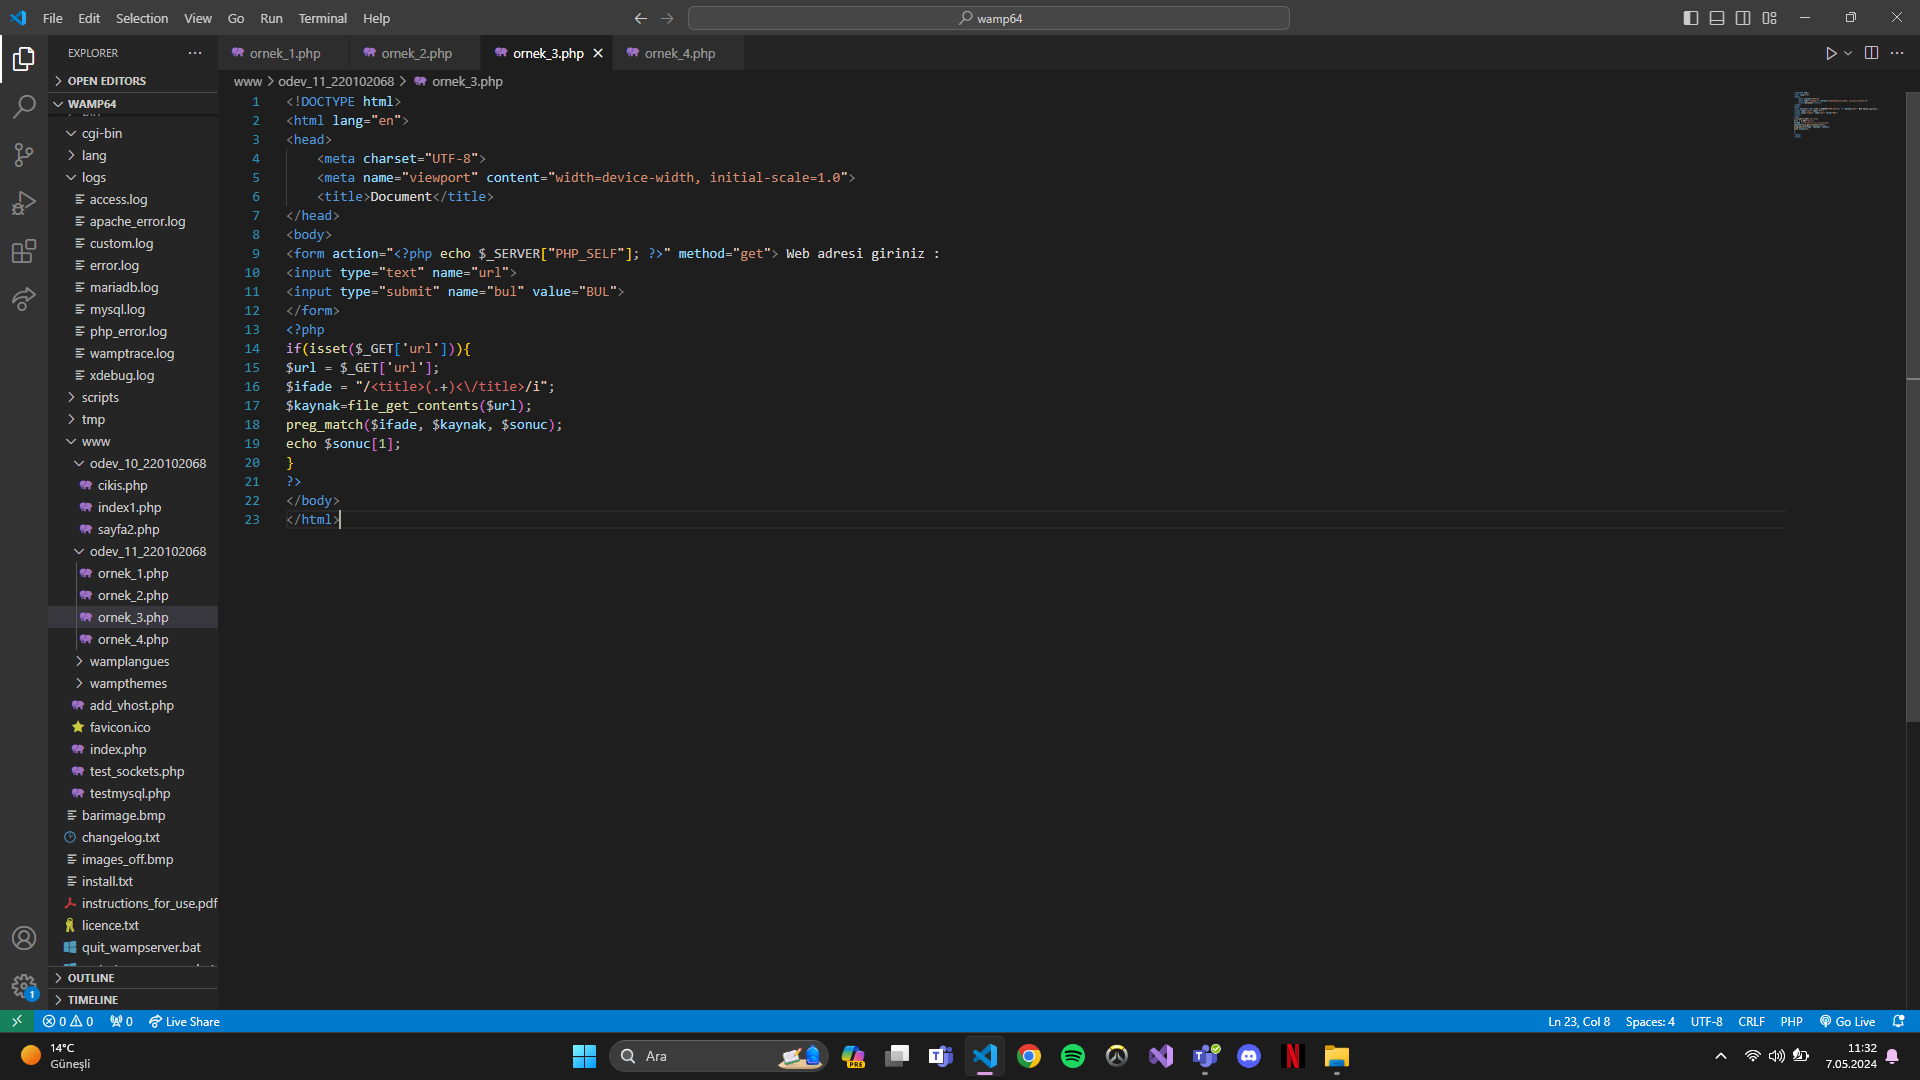 File Edit Selection View Go Run Terminal Help
wamp64
EXPLORER
OPEN EDITORS
WAMP64
cgi-bin
lang
logs
access.log
apache_error.log
custom.log
error.log
mariadb.log
mysql.log
php_error.log
wamptrace.log
xdebug.log
scripts
tmp
www
odev_10_220102068
cikis.php
index1.php
sayfa2.php
odev_11_220102068
ornek_1.php
ornek_2.php
ornek_3.php
ornek_4.php
wamplangues
wampthemes
add_vhost.php
favicon.ico
index.php
test_sockets.php
testmysql.php
barimage.bmp
changelog.txt
images_off.bmp
install.txt
instructions_for_use.pdf
licence.txt
quit_wampserver.bat
OUTLINE
TIMELINE
ornek_1.php ornek_2.php ornek_3.php ornek_4.php
www > odev_11_220102068 > ornek_3.php
1 <!DOCTYPE html>
2 <html lang="en">
3 <head>
4     <meta charset="UTF-8">
5     <meta name="viewport" content="width=device-width, initial-scale=1.0">
6     <title>Document</title>
7 </head>
8 <body>
9 <form action="<?php echo $_SERVER["PHP_SELF"]; ?>" method="get"> Web adresi giriniz :
10 <input type="text" name="url">
11 <input type="submit" name="bul" value="BUL">
12 </form>
13 <?php
14 if(isset($_GET['url'])){
15 $url = $_GET['url'];
16 $ifade = "/<title>(.+)<\/title>/i";
17 $kaynak=file_get_contents($url);
18 preg_match($ifade, $kaynak, $sonuc);
19 echo $sonuc[1];
20 }
21 ?>
22 </body>
23 </html>
1
0 0 0 Live Share
Ln 23, Col 8 Spaces: 4 UTF-8 CRLF PHP Go Live
14°C
Güneşli
Ara
PRE
11:32
7.05.2024